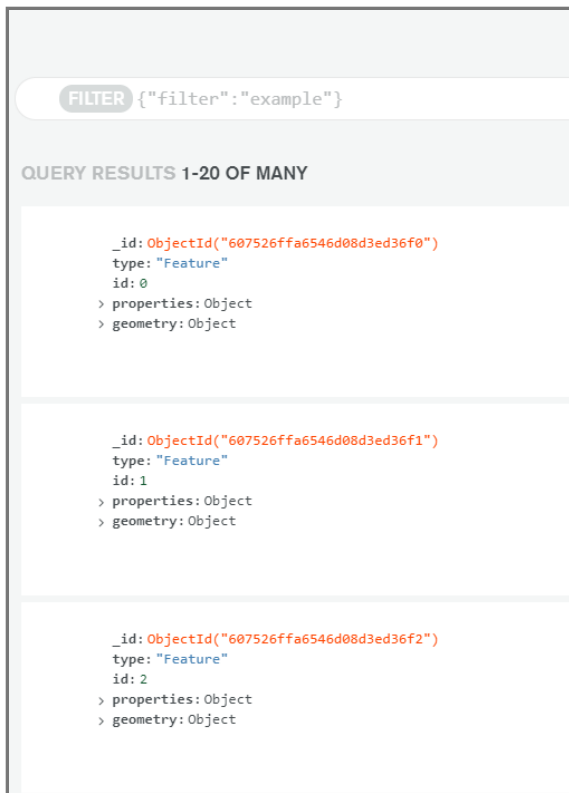 FILTER {"filter":"example"}
QUERY RESULTS 1-20 OF MANY
_id: ObjectId("607526ffa6546d08d3ed36f0")
type: "Feature"
id: 0
> properties: Object
> geometry: Object
_id: ObjectId("607526ffa6546d08d3ed36f1")
type: "Feature"
id: 1
> properties: Object
> geometry: Object
_id: ObjectId("607526ffa6546d08d3ed36f2")
type: "Feature"
id: 2
> properties: Object
> geometry: Object